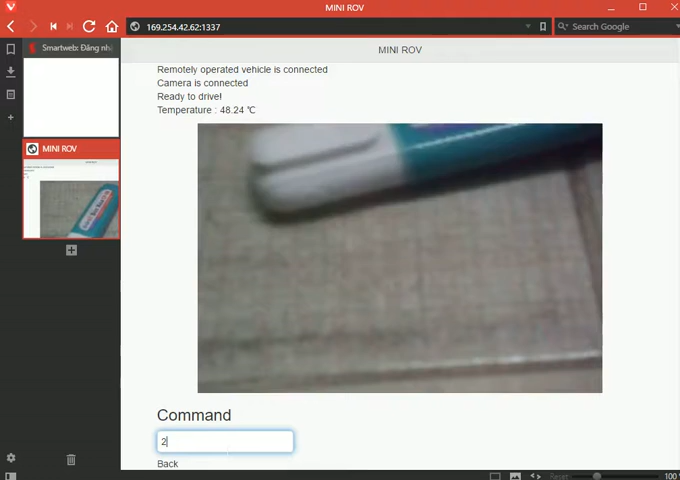 MINI ROV
169.254.42.62:1337
Search Google
Smartweb: Đăng nhậ
MINI ROV
MINI ROV
Remotely operated vehicle is connected
Camera is connected
Ready to drive!
Temperature : 48.24 ℃
Command
2
Back
Reset
100